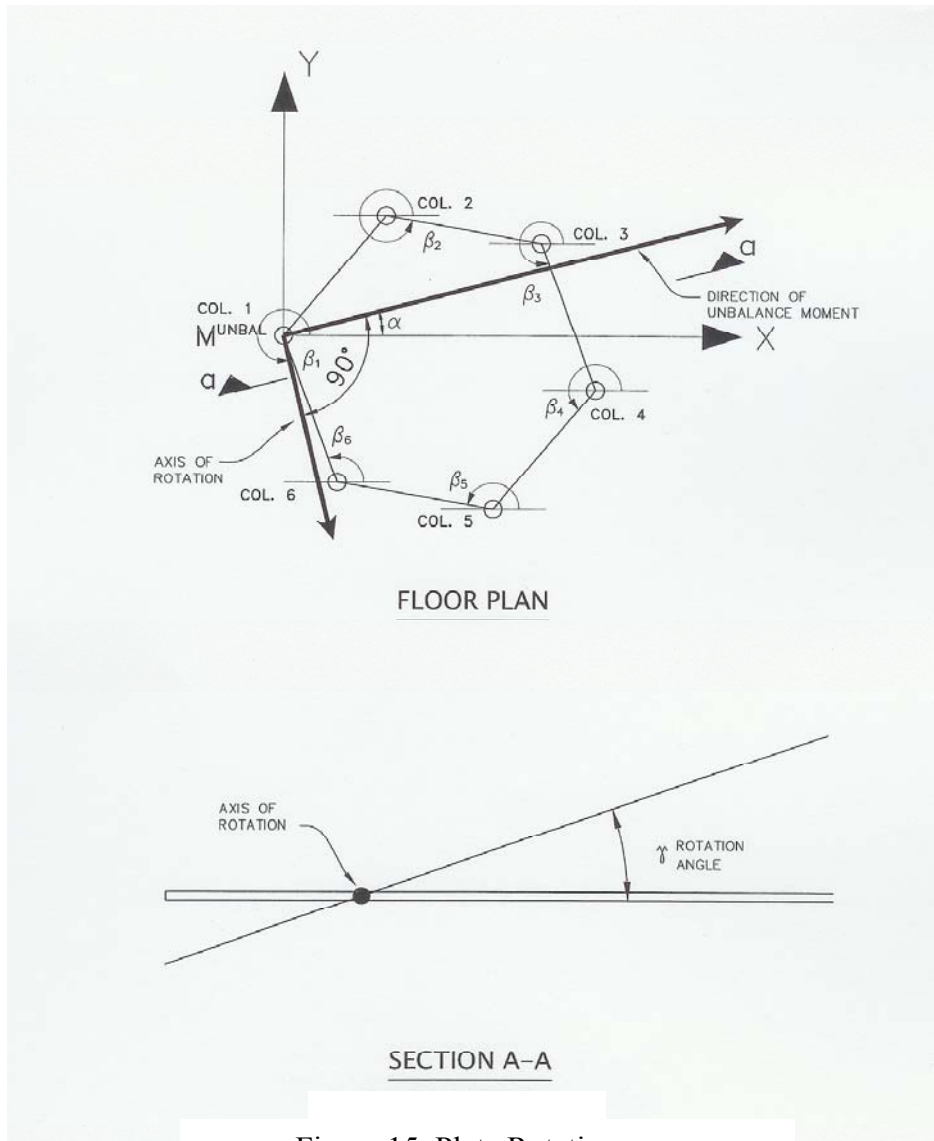 Y
COL. 2
β2
COL. 3
β3
a
DIRECTION OF
UNBALANCE MOMENT
COL. 1
MUNBAL
α
X
β1
90°
a
β4
COL. 4
AXIS OF
ROTATION
β6
COL. 6
β5
COL. 5
FLOOR PLAN
AXIS OF
ROTATION
γ ROTATION
ANGLE
SECTION A-A